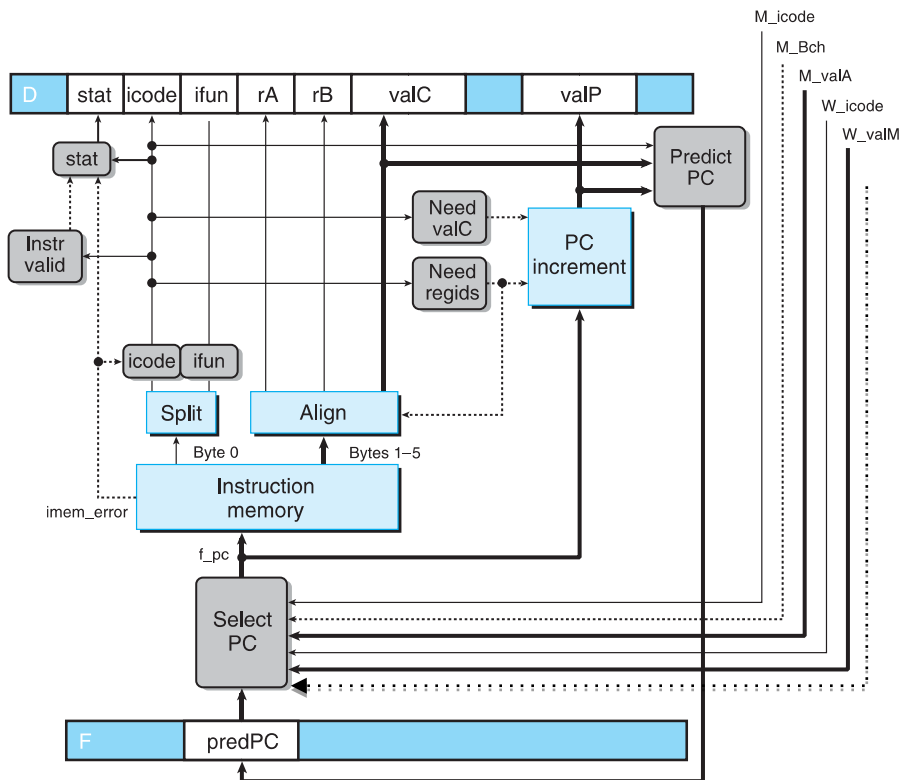 M_icode
M_Bch
M_valA
W_icode
W_valM
D stat icode ifun rA rB valC valP
stat
Predict
PC
Need
valC
Instr
valid
PC
increment
Need
regids
icode ifun
Split
Align
Byte 0
Bytes 1–5
Instruction
memory
imem_error
f_pc
Select
PC
F predPC